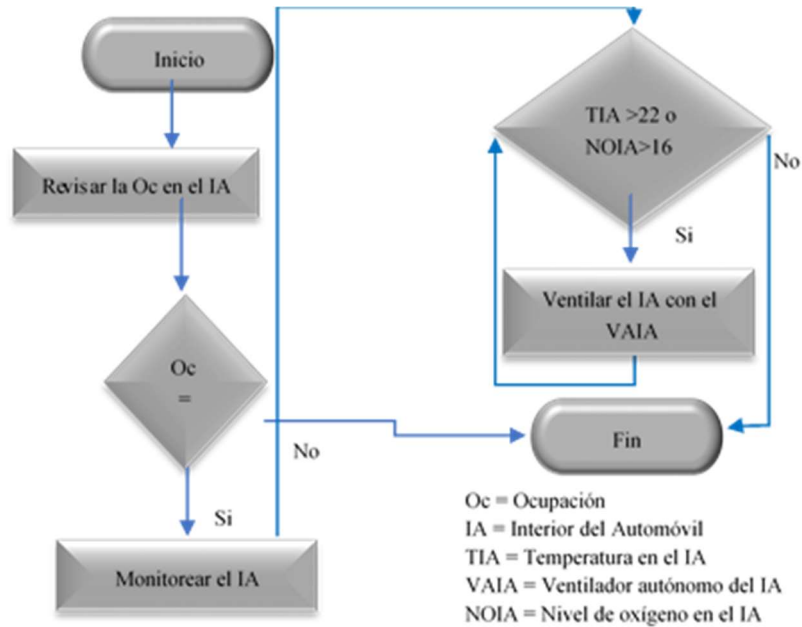 Inicio
Revisar la Oc en el IA
Oc
=
No
Si
Monitorear el IA
TIA >22 o
NOIA>16
No
Si
Ventilar el IA con el
VAIA
Fin
Oc = Ocupación
IA = Interior del Automóvil
TIA = Temperatura en el IA
VAIA = Ventilador autónomo del IA
NOIA = Nivel de oxígeno en el IA